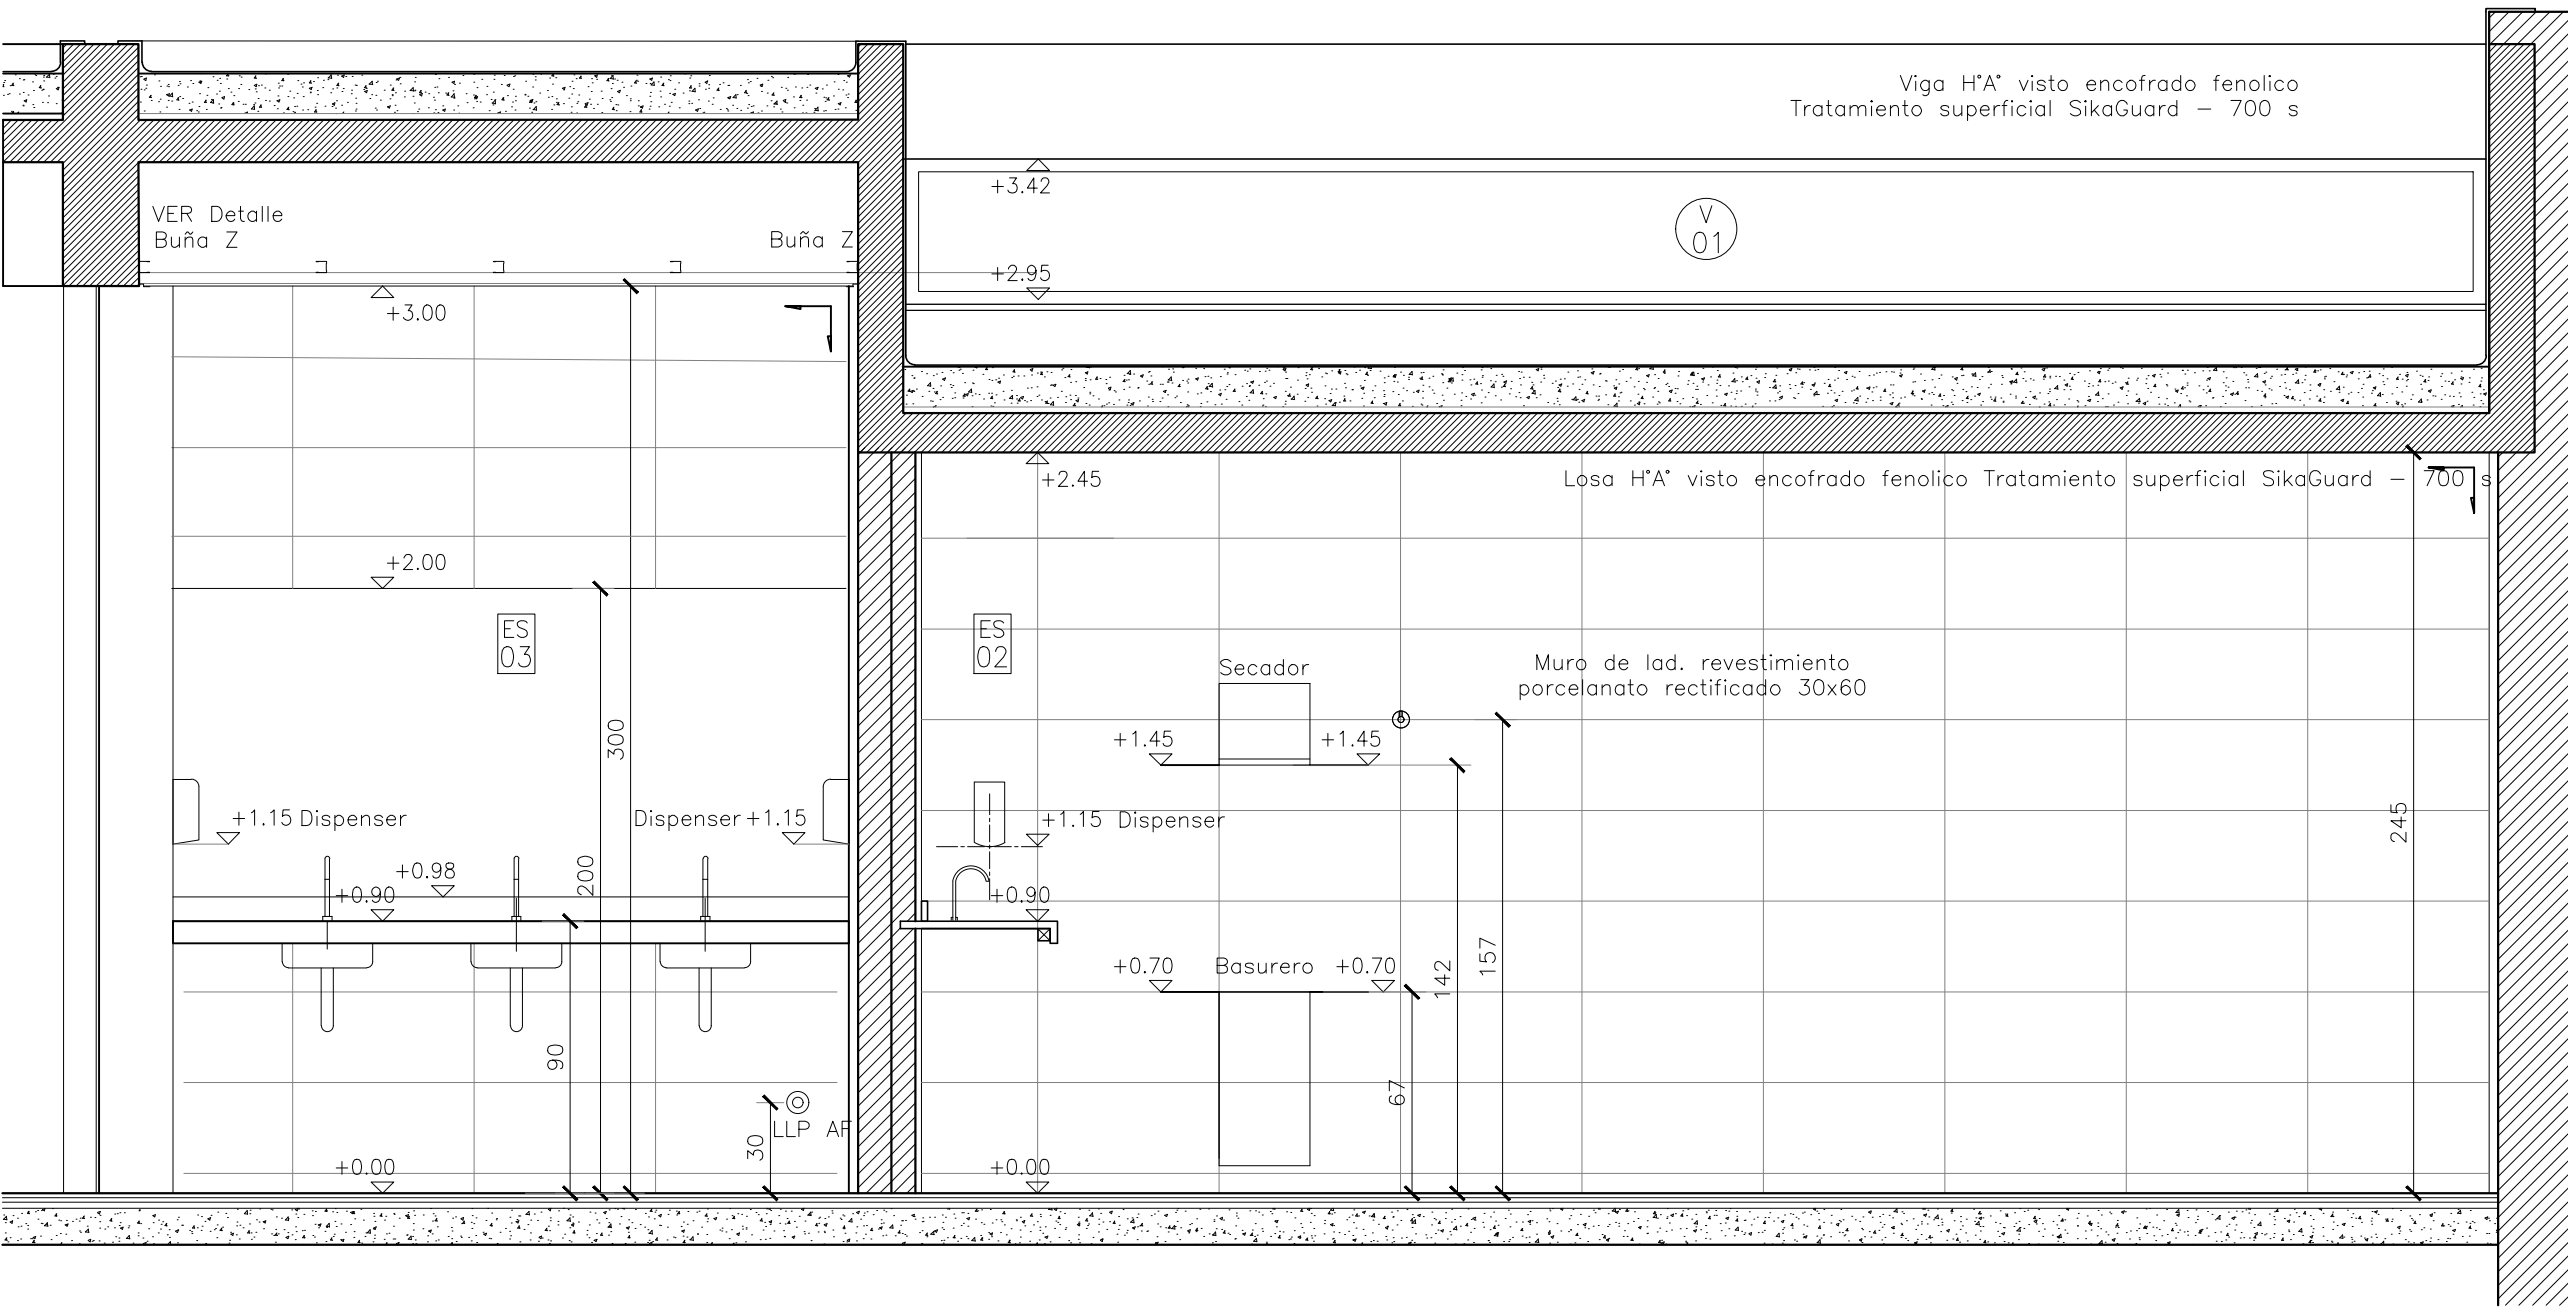 Viga H°A° visto encofrado fenolico
Tratamiento superficial SikaGuard - 700 s
+3.42
V
01
VER Detalle
Buña Z
Buña Z
+2.95
+3.00
+2.45
Losa H°A° visto encofrado fenolico Tratamiento superficial SikaGuard - 700 s
+2.00
ES
03
ES
02
Secador
Muro de lad. revestimiento
porcelanato rectificado 30x60
300
+1.45
+1.45
+1.15 Dispenser
Dispenser +1.15
+1.15 Dispenser
245
200
+0.98
+0.90
+0.90
157
142
+0.70
Basurero
+0.70
90
67
30
LLP AF
+0.00
+0.00